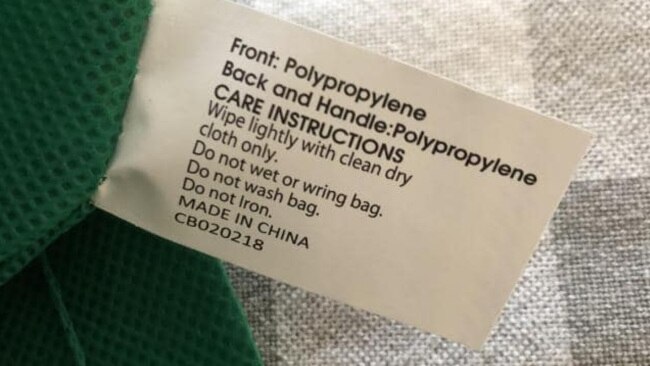 Front: Polypropylene
Back and Handle:Polypropylene
CARE INSTRUCTIONS
Wipe lightly with clean dry
cloth only.
Do not wet or wring bag.
Do not wash bag.
Do not Iron.
MADE IN CHINA
CB020218